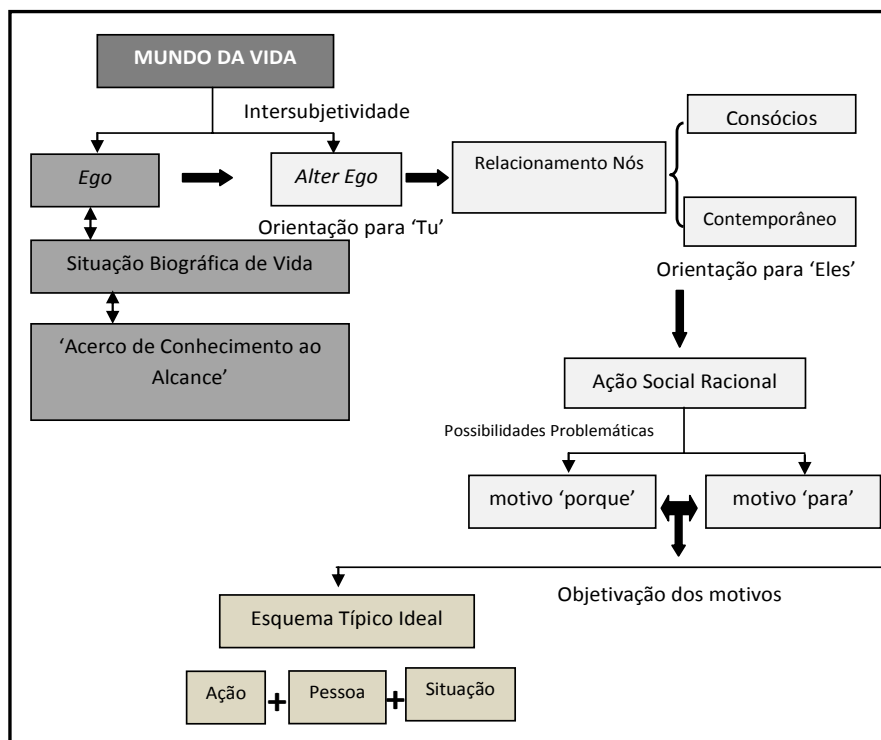 MUNDO DA VIDA
Intersubjetividade
Consócios
Ego
Alter Ego
Relacionamento Nós
Orientação para ‘Tu’
Contemporâneo
Situação Biográfica de Vida
Orientação para ‘Eles’
‘Acerco de Conhecimento ao
Alcance’
Ação Social Racional
Possibilidades Problemáticas
motivo ‘porque’
motivo ‘para’
Objetivação dos motivos
Esquema Típico Ideal
Ação + Pessoa + Situação